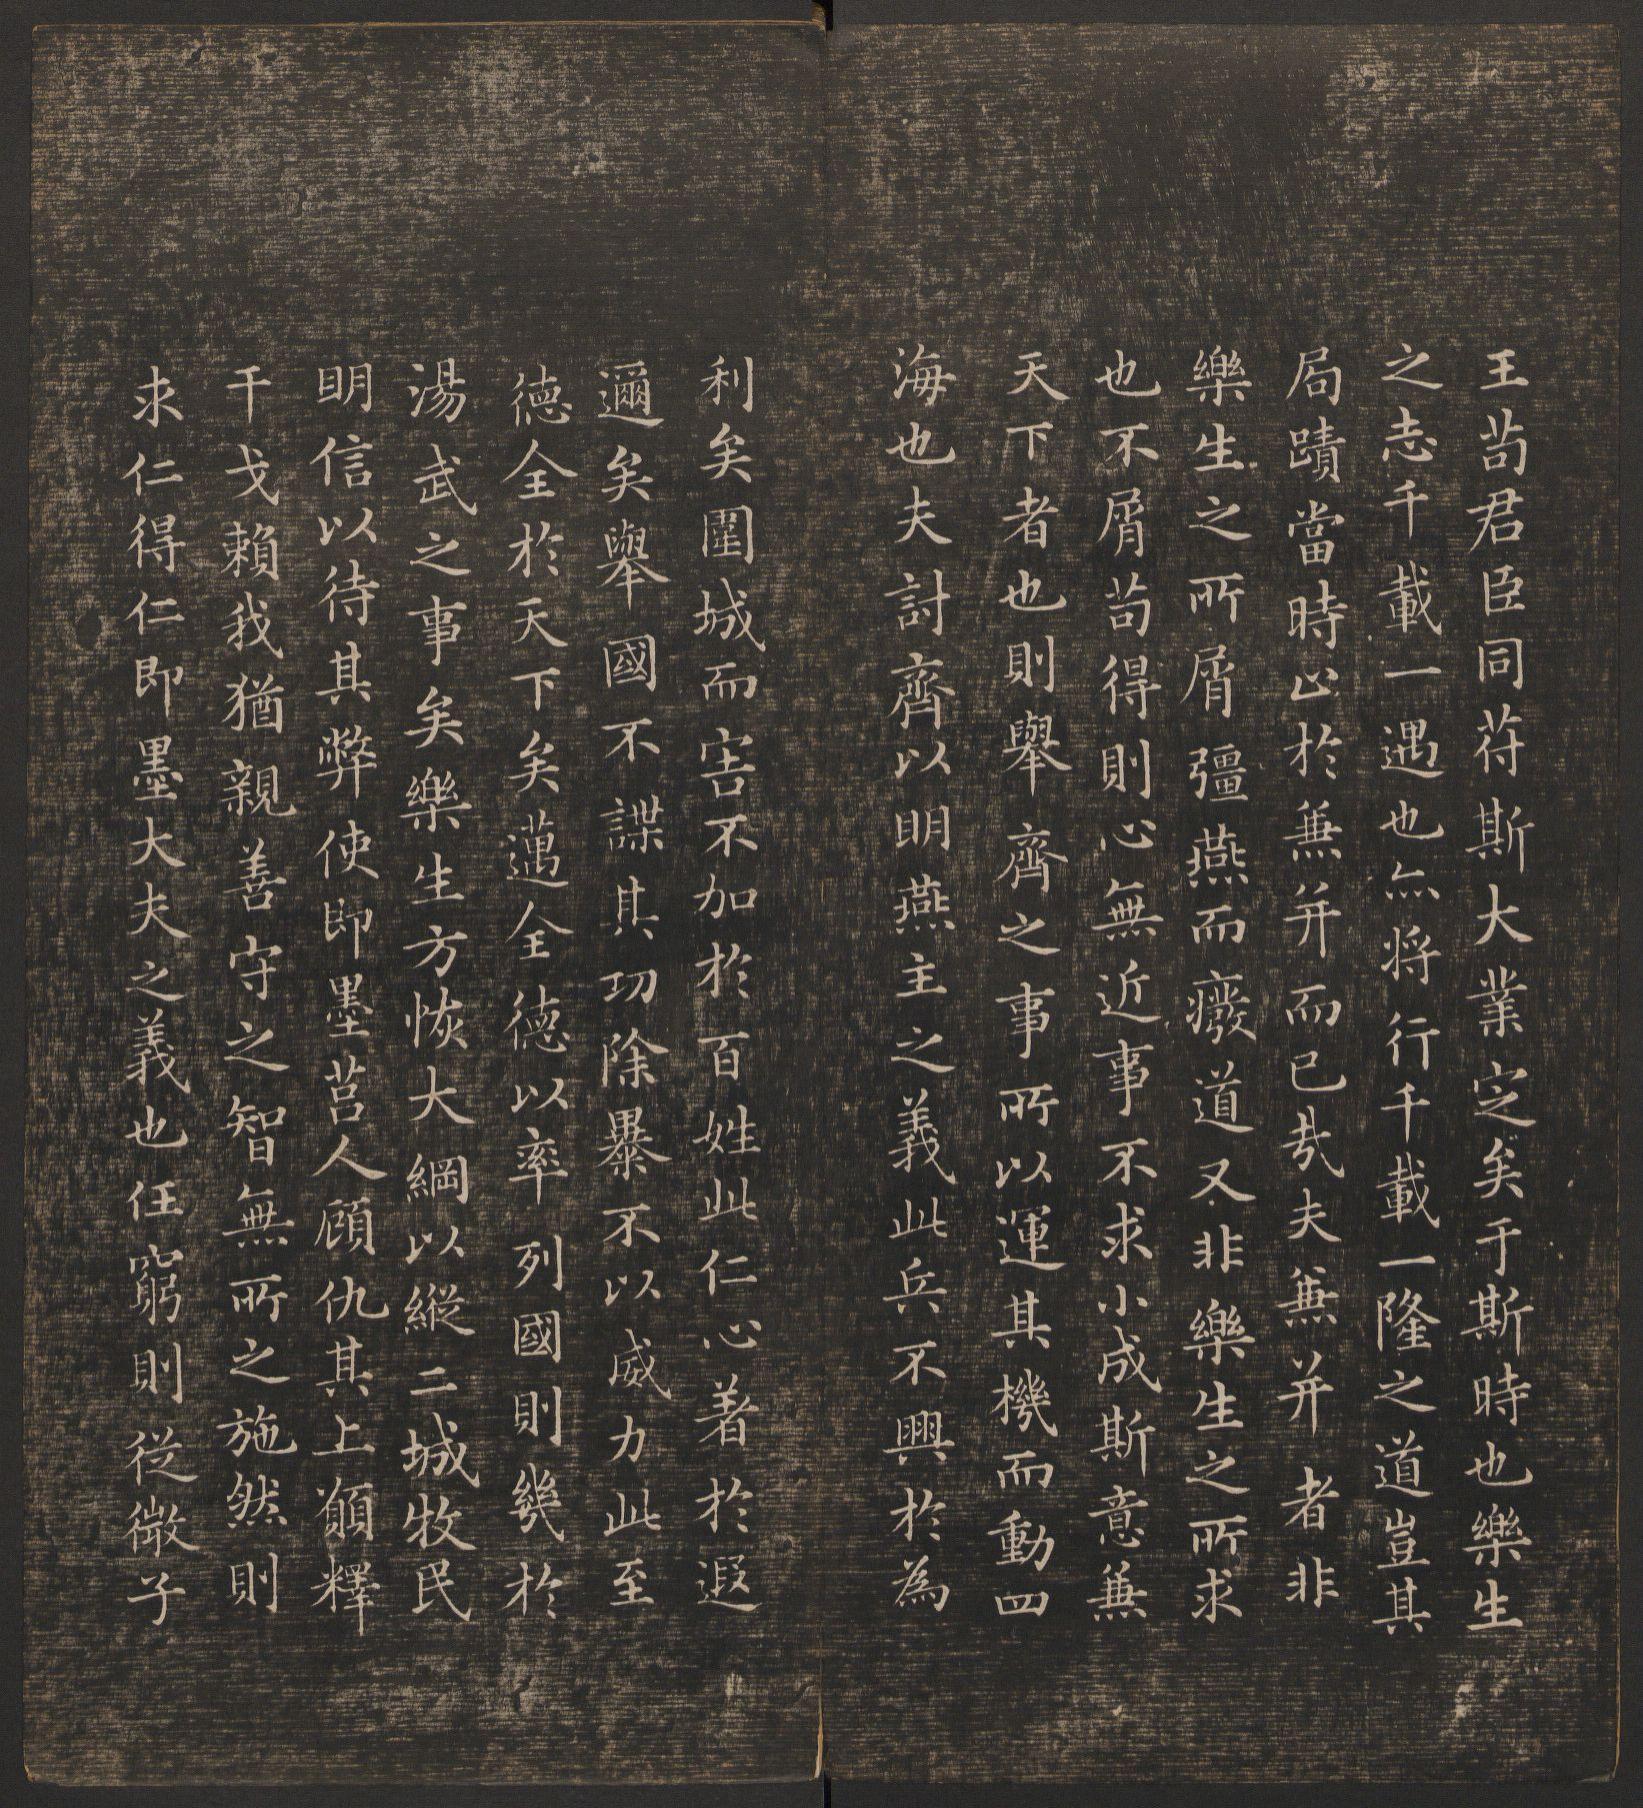 王苟君臣同苻斯大業定矣于斯時也樂生
之志千載一遇也亦將行千載一隆之道豈其
局蹟當時止於兼并而已哉夫兼并者非
樂生之所屑彊燕而癈道又非樂生之所求
也不屑苟得則心無近事不求小成斯意兼
天下者也則舉齊之事所以運其機而動四
海也夫討齊以明燕主之義此兵不興於為
利矣圍城而害不加於百姓此仁心著於遐
邇矣舉國不謀其功除暴不以威力此至
德全於天下矣邁全德以率列國則幾於
湯武之事矣樂生方恢大綱以縱二城牧民
明信以待其弊使即墨莒人顧仇其上願釋
干戈賴我猶親善守之智無所之施然則
求仁得仁即墨大夫之義也任窮則從微子